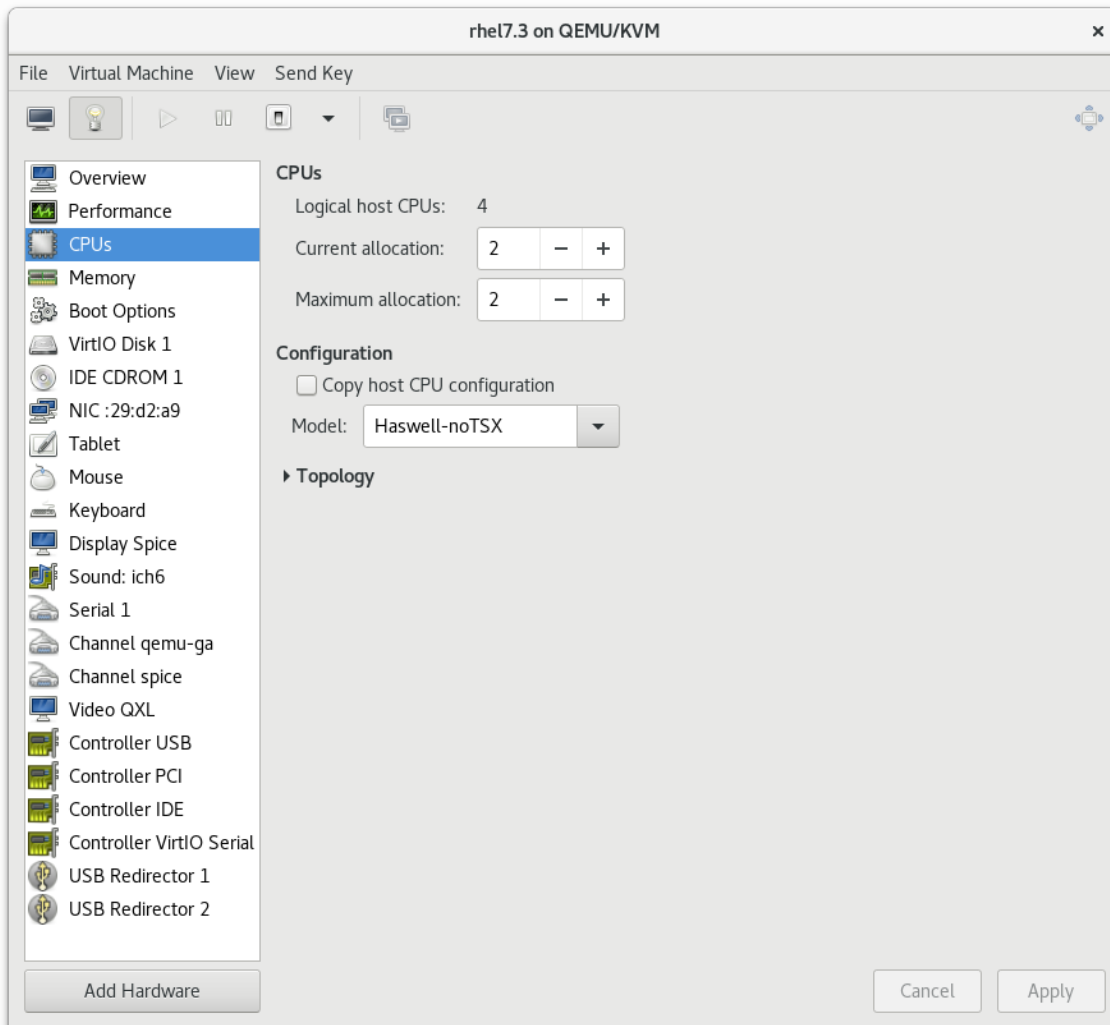 rhel7.3 on QEMU/KVM
File Virtual Machine View Send Key
Overview
Performance
CPUs
Memory
Boot Options
VirtIO Disk 1
IDE CDROM 1
NIC :29:d2:a9
Tablet
Mouse
Keyboard
Display Spice
Sound: ich6
Serial 1
Channel qemu-ga
Channel spice
Video QXL
Controller USB
Controller PCI
Controller IDE
Controller VirtIO Serial
USB Redirector 1
USB Redirector 2
Add Hardware
CPUs
Logical host CPUs: 4
Current allocation: 2
Maximum allocation: 2
Configuration
Copy host CPU configuration
Model: Haswell-noTSX
Topology
Cancel Apply